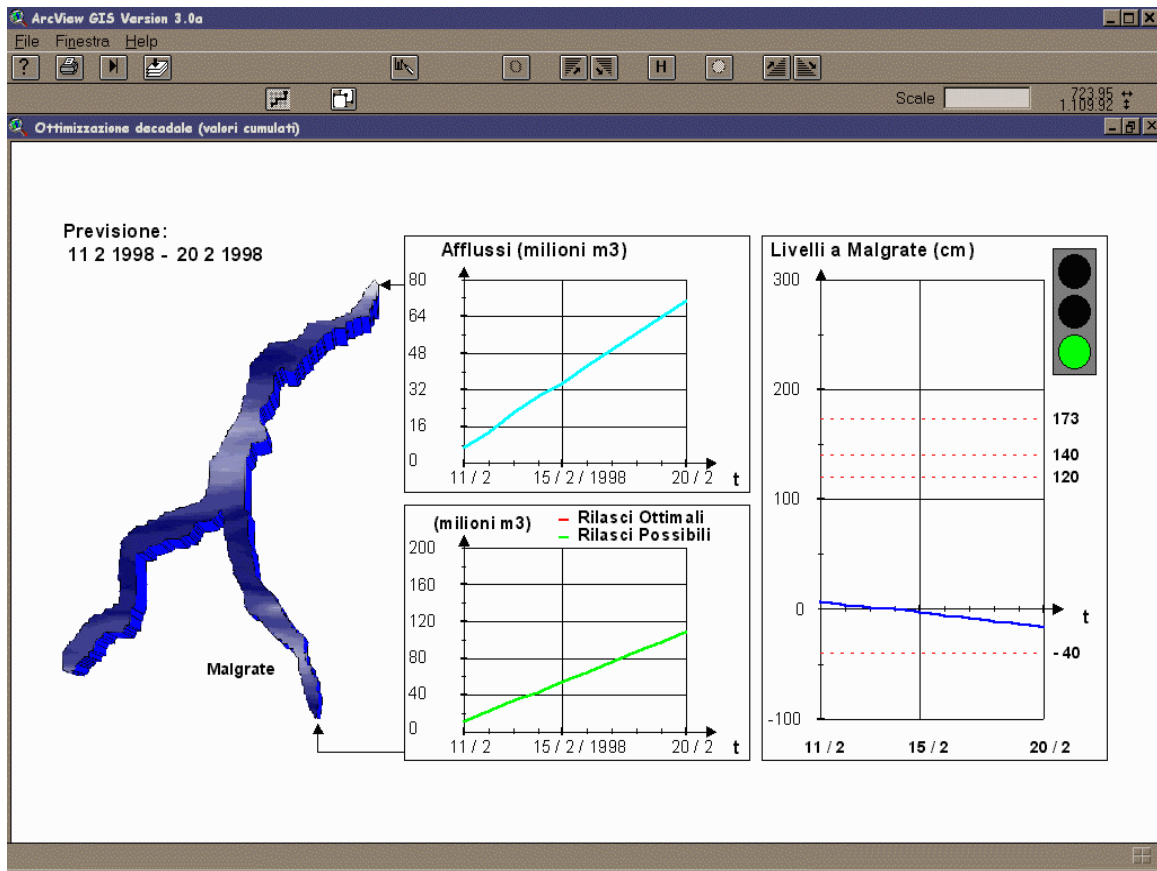 ArcView GIS Version 3.0a
File Finestra Help
? H
Scale 723.95
1.109.92
Ottimizzazione decadale (valori cumulati)
Previsione:
11 2 1998 - 20 2 1998
Malgrate
Afflussi (milioni m3)
80
64
48
32
16
0
11 / 2 15 / 2 / 1998 20 / 2 t
(milioni m3)
Rilasci Ottimali
Rilasci Possibili
200
160
120
80
40
0
11 / 2 15 / 2 / 1998 20 / 2 t
Livelli a Malgrate (cm)
300
200
173
140
120
100
0
t
- 40
-100
11 / 2 15 / 2 20 / 2